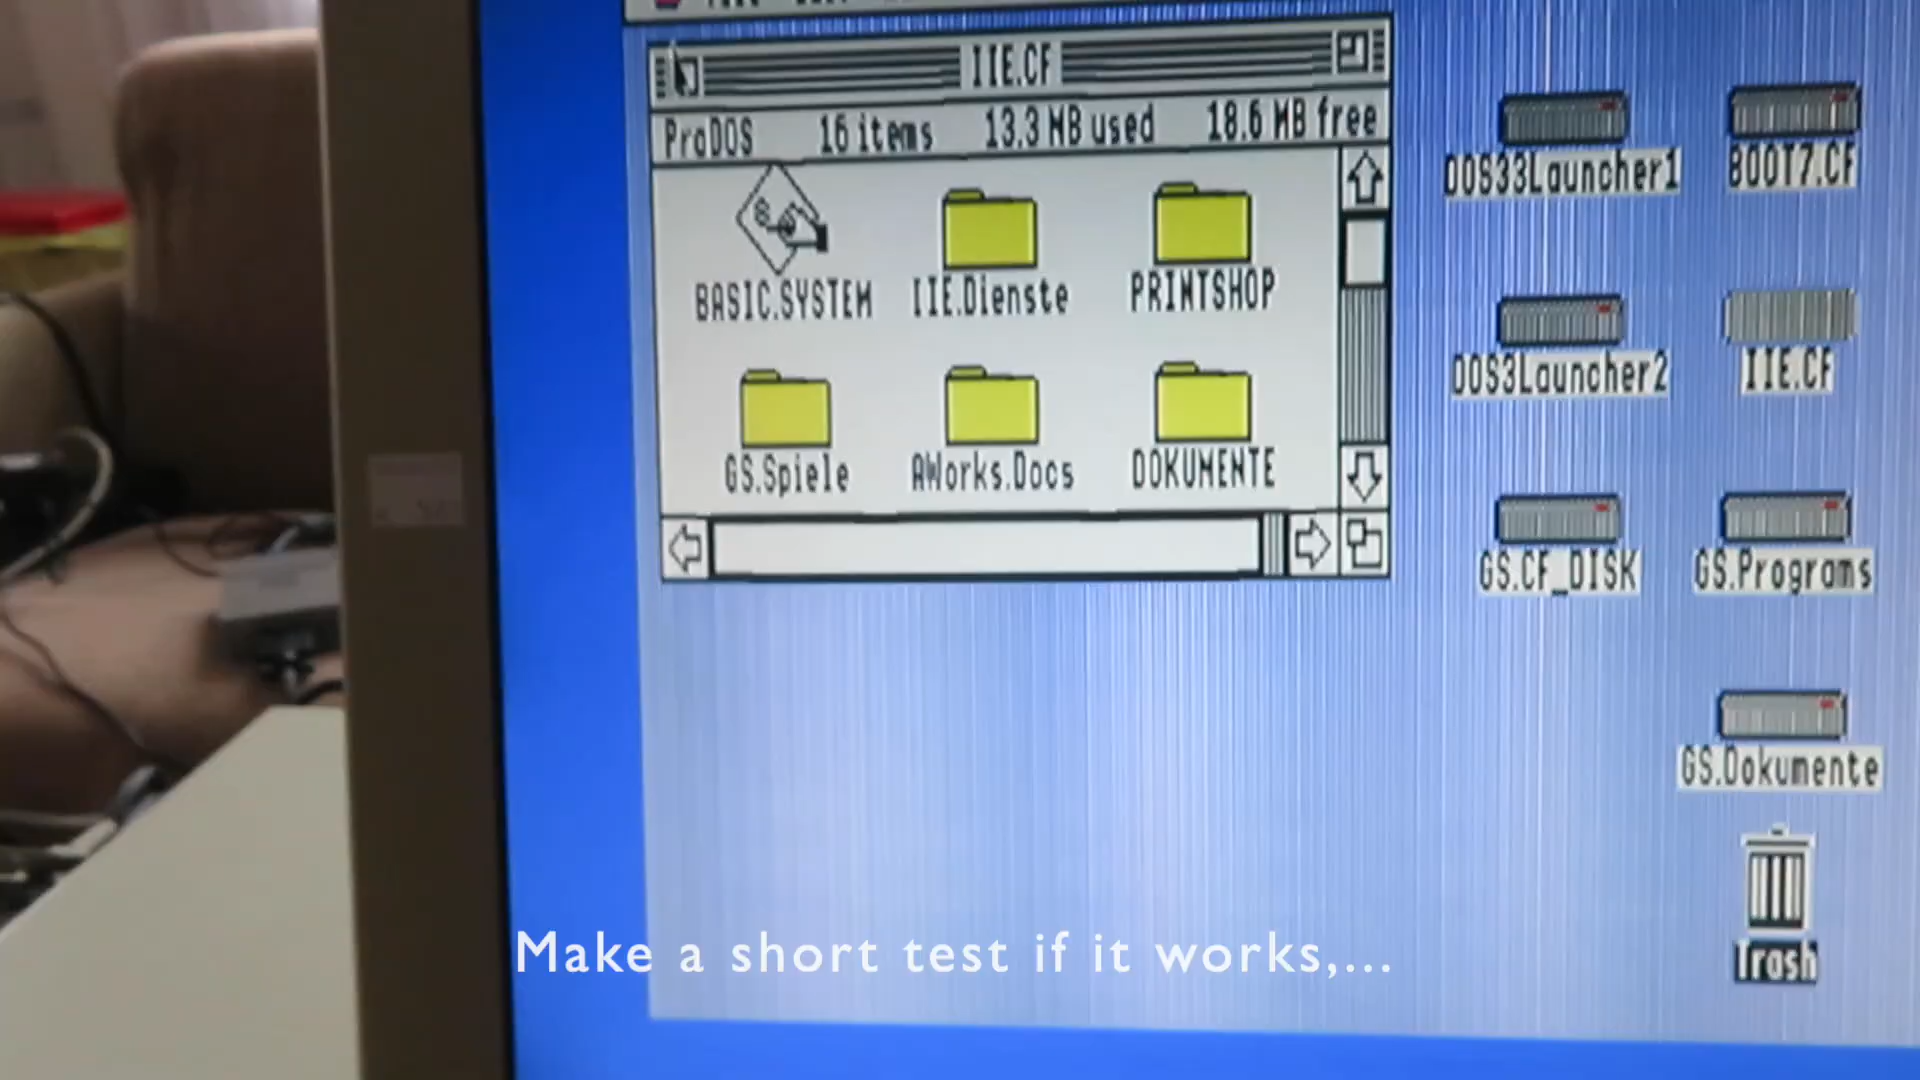 IIE.CF
ProDOS 16 items 13.3 MB used 18.6 MB free
BASIC.SYSTEM IIE.Dienste PRINTSHOP
GS.Spiele AWorks.Docs DOKUMENTE
DOS33Launcher1 BOOT7.CF
DOS3Launcher2 IIE.CF
GS.CF_DISK GS.Programs
GS.Dokumente
Trash
Make a short test if it works,...